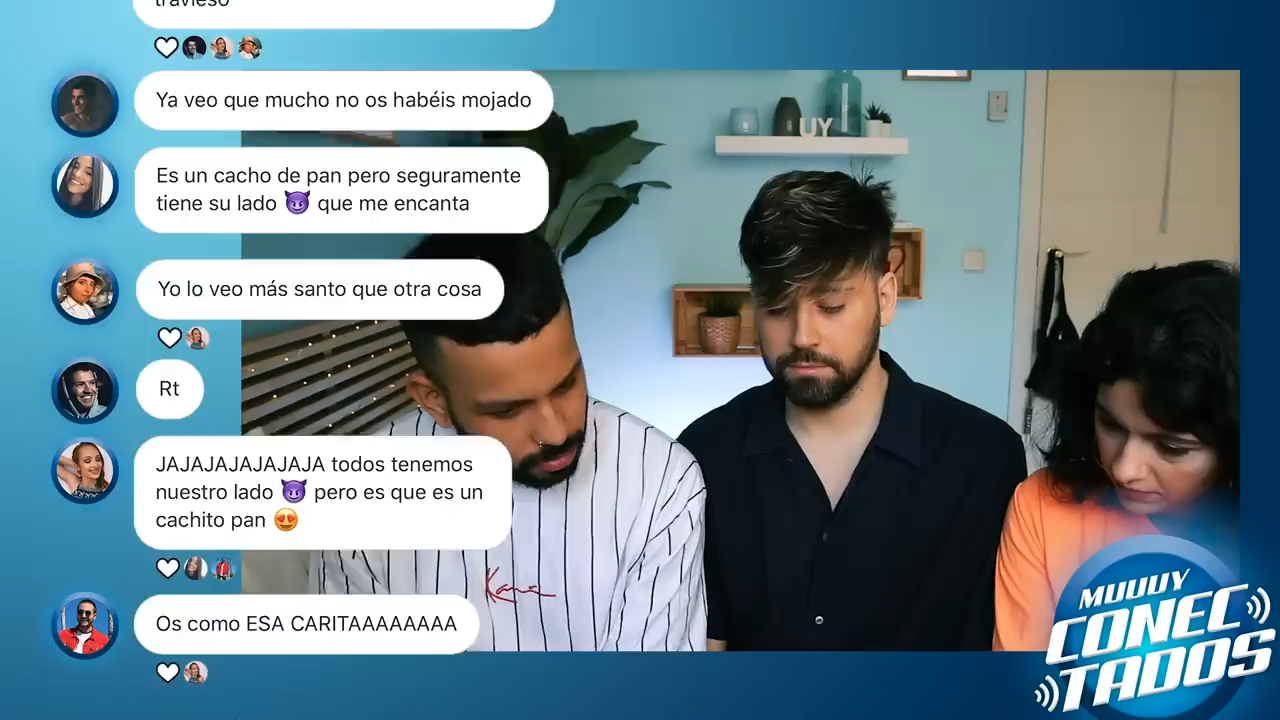 travieso
Ya veo que mucho no os habéis mojado
Es un cacho de pan pero seguramente
tiene su lado 😈 que me encanta
Yo lo veo más santo que otra cosa
Rt
JAJAJAJAJAJAJA todos tenemos
nuestro lado 😈 pero es que es un
cachito pan 😍
Os como ESA CARITAAAAAAAA
UY
Kani
MUUUY
CONEC
TADOS